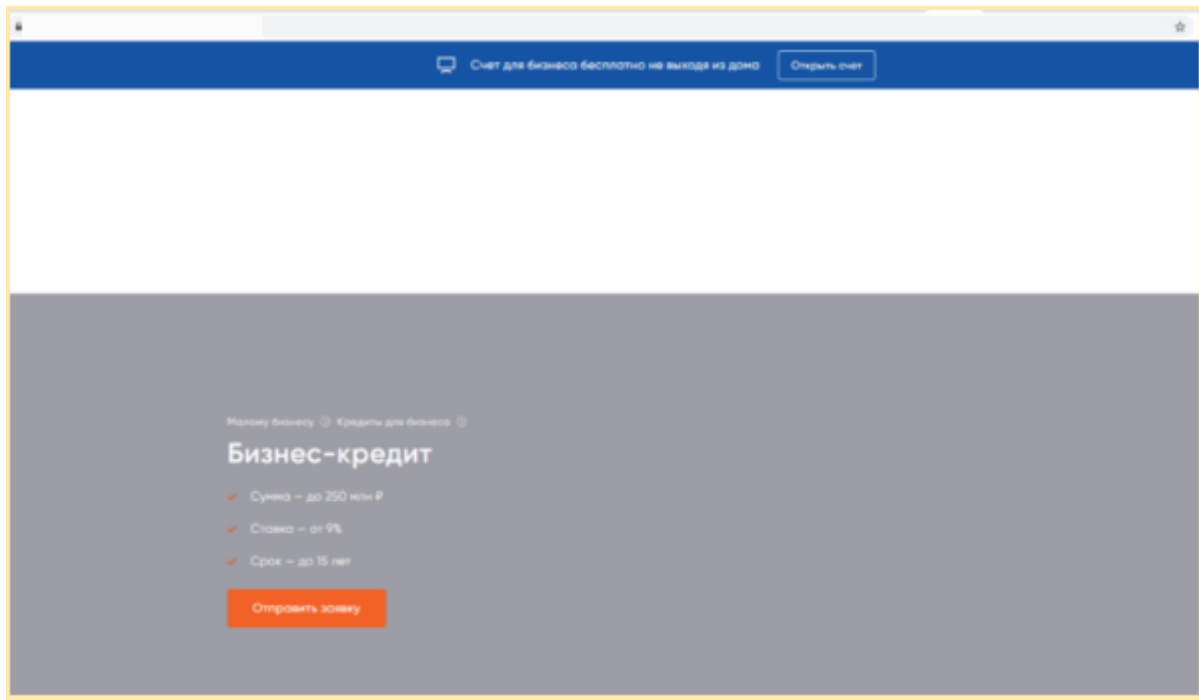 Счет для бизнеса бесплатно не выходя из дома
Открыть счет
Малому бизнесу Кредиты для бизнеса
Бизнес-кредит
Сумма — до 250 млн ₽
Ставка — от 9%
Срок — до 15 лет
Отправить заявку